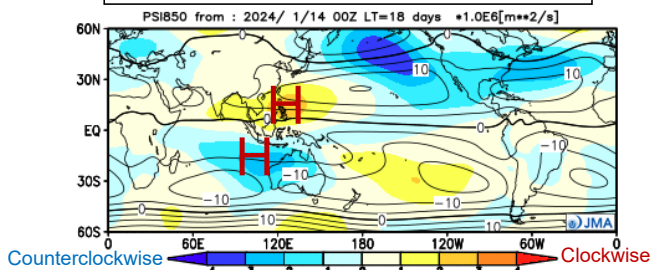 PSI850 from : 2024/ 1/14 00Z LT=18 days *1.0E6[m**2/s]
60N
0
0
30N
10
10
H
EQ
0
0.
H
-10
-10
30S
-10
-10
0
10
0
10
JMA
60S
0
60E
120E
180
120W
60W
0
Counterclockwise
Clockwise